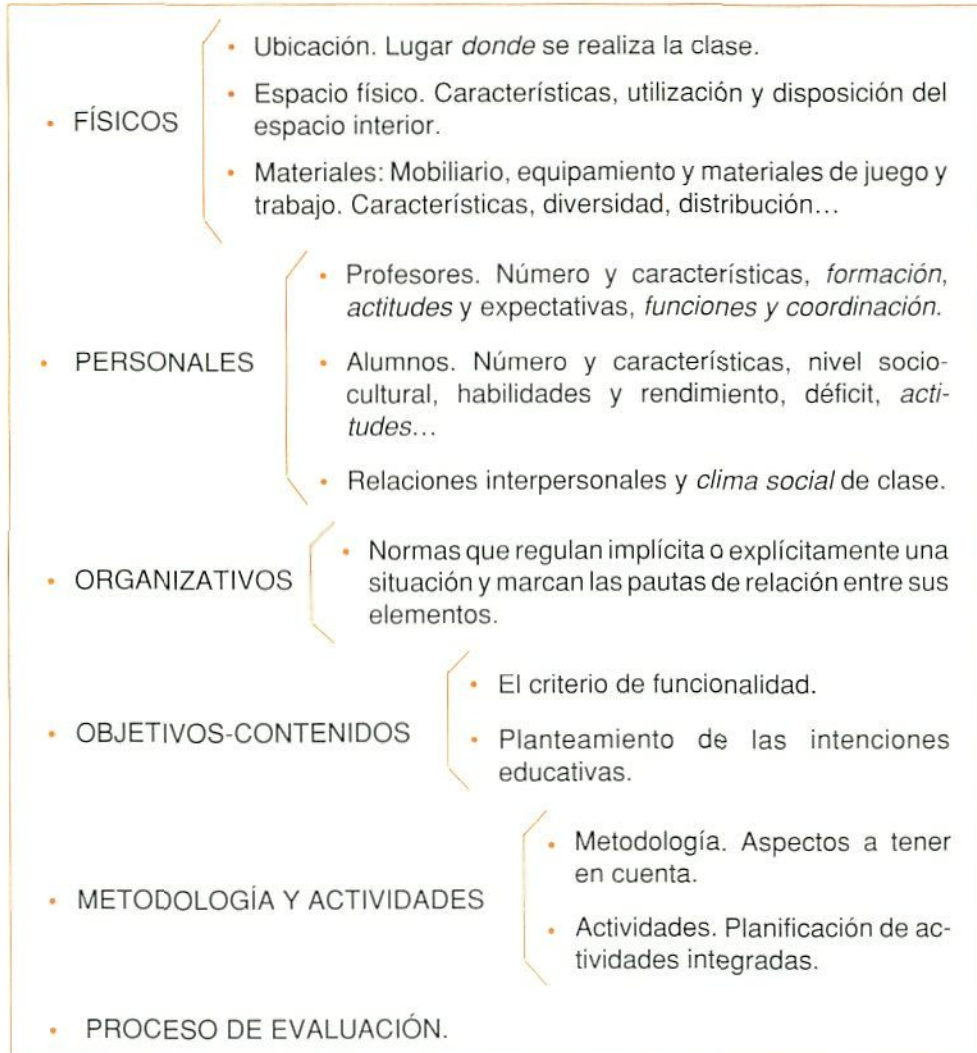 • FÍSICOS
• Ubicación. Lugar donde se realiza la clase.
• Espacio físico. Características, utilización y disposición del
espacio interior.
• Materiales: Mobiliario, equipamiento y materiales de juego y
trabajo. Características, diversidad, distribución...
• PERSONALES
• Profesores. Número y características, formación,
actitudes y expectativas, funciones y coordinación.
• Alumnos. Número y características, nivel socio-
cultural, habilidades y rendimiento, déficit, acti-
tudes...
• Relaciones interpersonales y clima social de clase.
• ORGANIZATIVOS
• Normas que regulan implícita o explícitamente una
situación y marcan las pautas de relación entre sus
elementos.
• OBJETIVOS-CONTENIDOS
• El criterio de funcionalidad.
• Planteamiento de las intenciones
educativas.
• METODOLOGÍA Y ACTIVIDADES
• Metodología. Aspectos a tener
en cuenta.
• Actividades. Planificación de ac-
tividades integradas.
• PROCESO DE EVALUACIÓN.